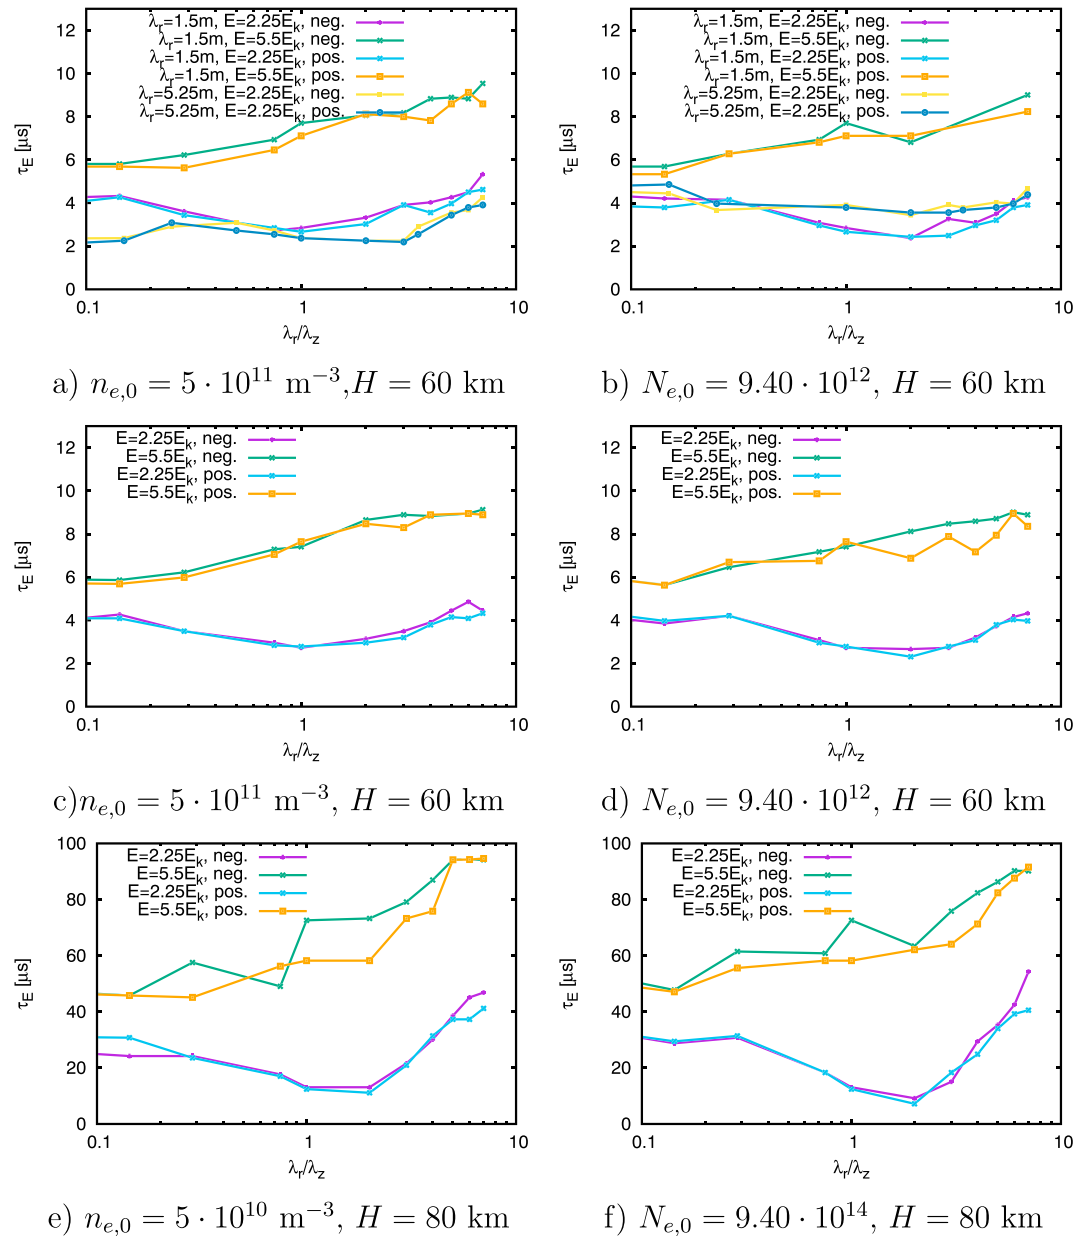 λr=1.5m, E=2.25Ek, neg.
λr=1.5m, E=5.5Ek, neg.
λr=1.5m, E=2.25Ek, pos.
λr=1.5m, E=5.5Ek, pos.
λr=5.25m, E=2.25Ek, neg.
λr=5.25m, E=2.25Ek, pos.
τE [μs]
12
10
8
6
4
2
0
0.1 1 10
λr/λz
a) ne,0 = 5 · 10¹¹ m⁻³,H = 60 km
λr=1.5m, E=2.25Ek, neg.
λr=1.5m, E=5.5Ek, neg.
λr=1.5m, E=2.25Ek, pos.
λr=1.5m, E=5.5Ek, pos.
λr=5.25m, E=2.25Ek, neg.
λr=5.25m, E=2.25Ek, pos.
τE [μs]
12
10
8
6
4
2
0
0.1 1 10
λr/λz
b) Ne,0 = 9.40 · 10¹², H = 60 km
E=2.25Ek, neg.
E=5.5Ek, neg.
E=2.25Ek, pos.
E=5.5Ek, pos.
τE [μs]
12
10
8
6
4
2
0
0.1 1 10
λr/λz
c)ne,0 = 5 · 10¹¹ m⁻³, H = 60 km
E=2.25Ek, neg.
E=5.5Ek, neg.
E=2.25Ek, pos.
E=5.5Ek, pos.
τE [μs]
12
10
8
6
4
2
0
0.1 1 10
λr/λz
d) Ne,0 = 9.40 · 10¹², H = 60 km
E=2.25Ek, neg.
E=5.5Ek, neg.
E=2.25Ek, pos.
E=5.5Ek, pos.
τE [μs]
100
80
60
40
20
0
0.1 1 10
λr/λz
e) ne,0 = 5 · 10¹⁰ m⁻³, H = 80 km
E=2.25Ek, neg.
E=5.5Ek, neg.
E=2.25Ek, pos.
E=5.5Ek, pos.
τE [μs]
100
80
60
40
20
0
0.1 1 10
λr/λz
f) Ne,0 = 9.40 · 10¹⁴, H = 80 km